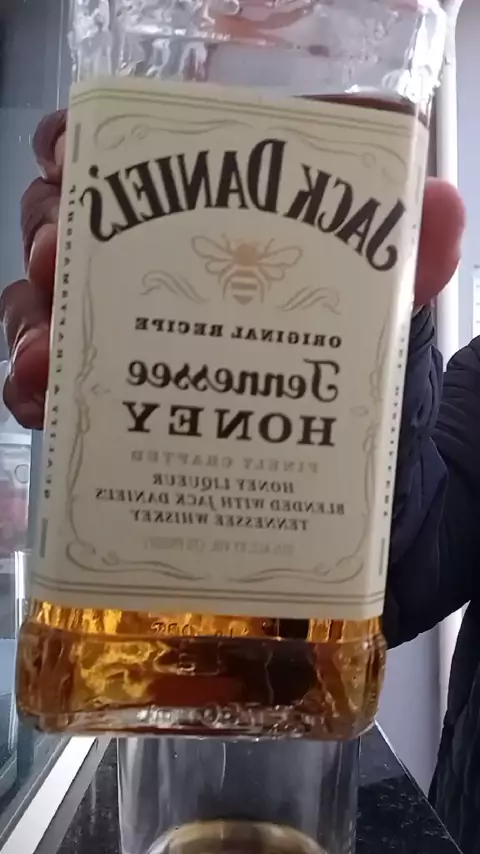 JACK DANIEL'S
ORIGINAL RECIPE
Tennessee
HONEY
FINELY CRAFTED
HONEY LIQUEUR
BLENDED WITH JACK DANIEL'S
TENNESSEE WHISKEY